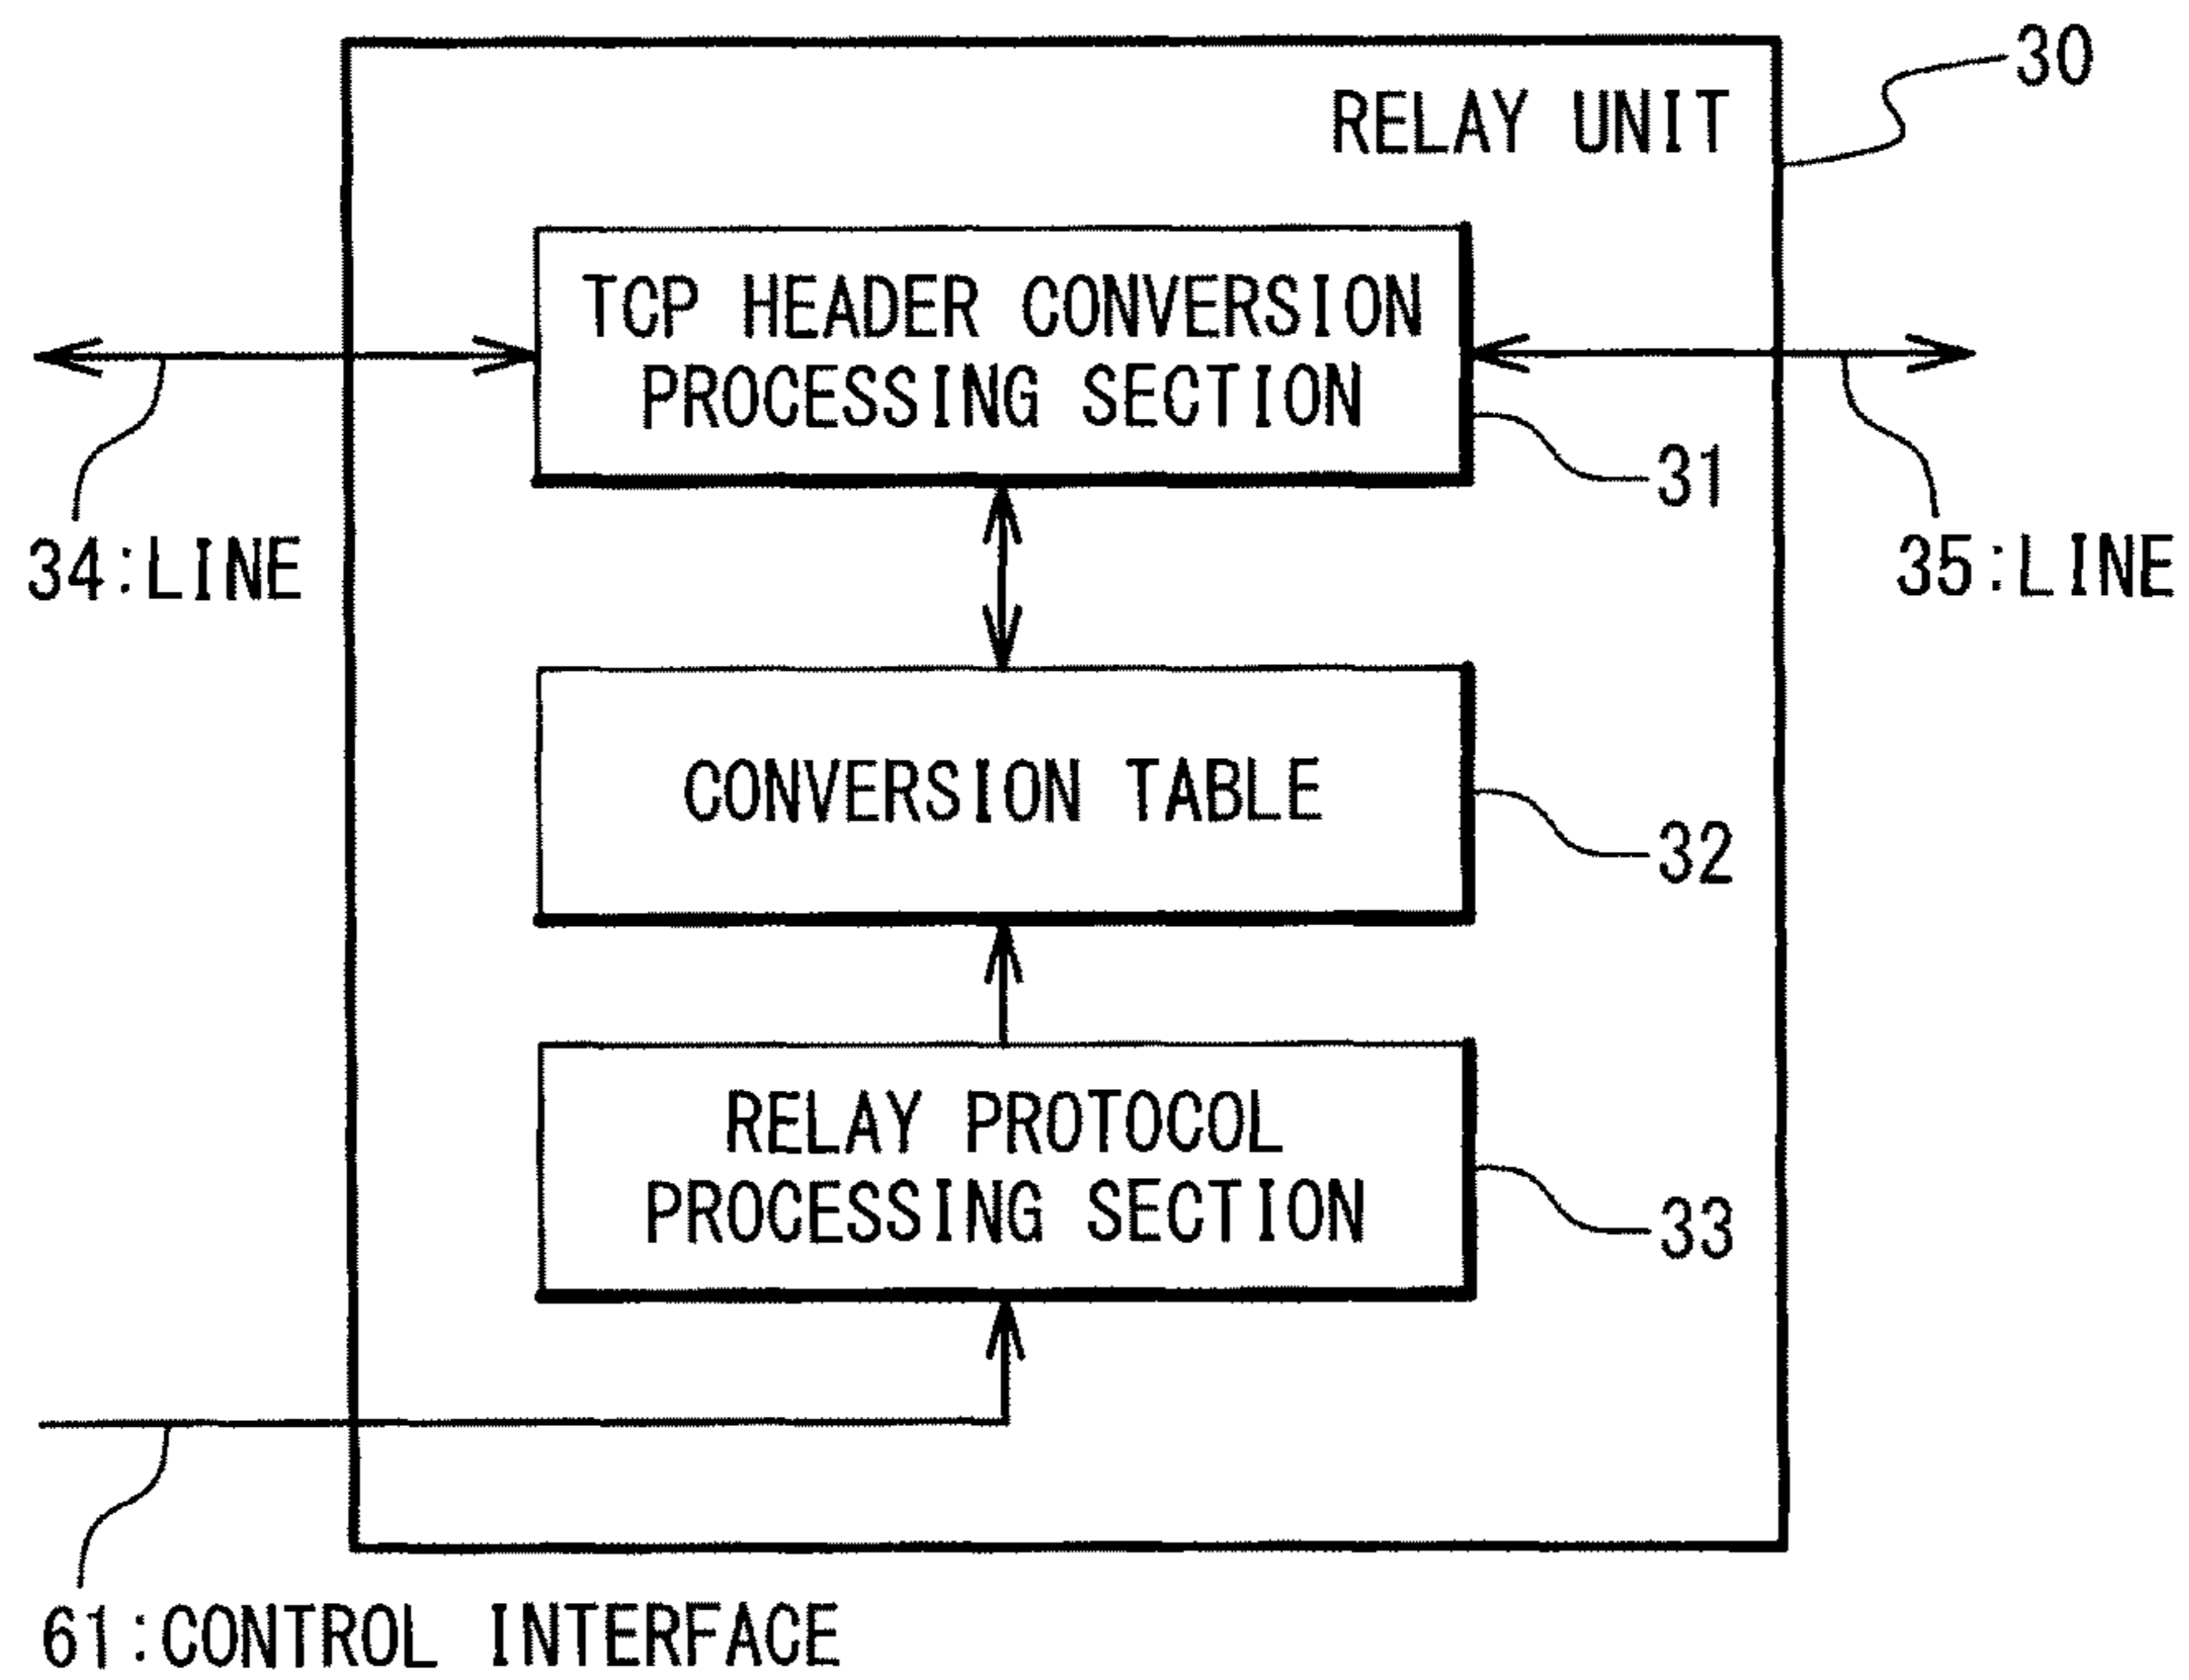 30
RELAY UNIT
TCP HEADER CONVERSION
PROCESSING SECTION
31
34:LINE
35:LINE
CONVERSION TABLE
32
RELAY PROTOCOL
PROCESSING SECTION
33
61:CONTROL INTERFACE